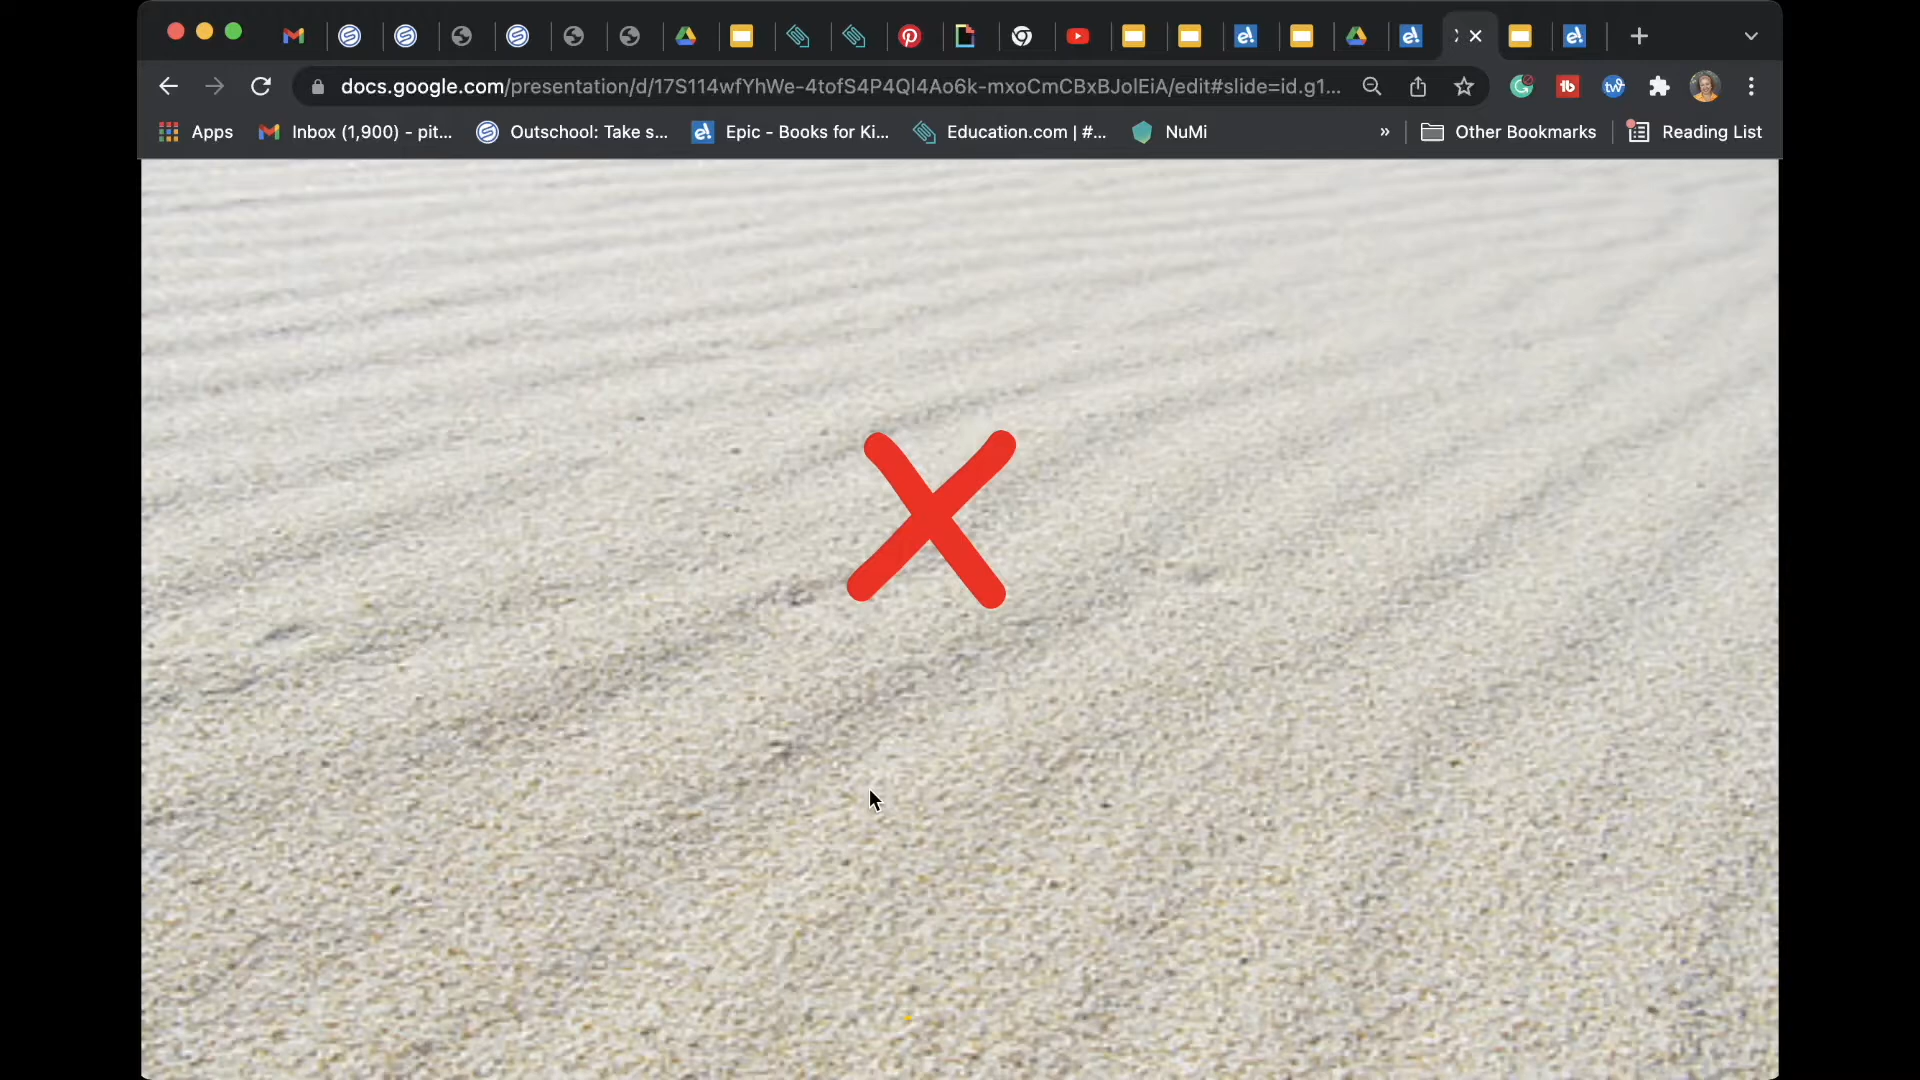 docs.google.com/presentation/d/17S114wfYhWe-4tofS4P4Ql4Ao6k-mxoCmCBxBJolEiA/edit#slide=id.g1...
Apps
Inbox (1,900) - pit...
Outschool: Take s...
Epic - Books for Ki...
Education.com | #...
NuMi
»
Other Bookmarks
Reading List